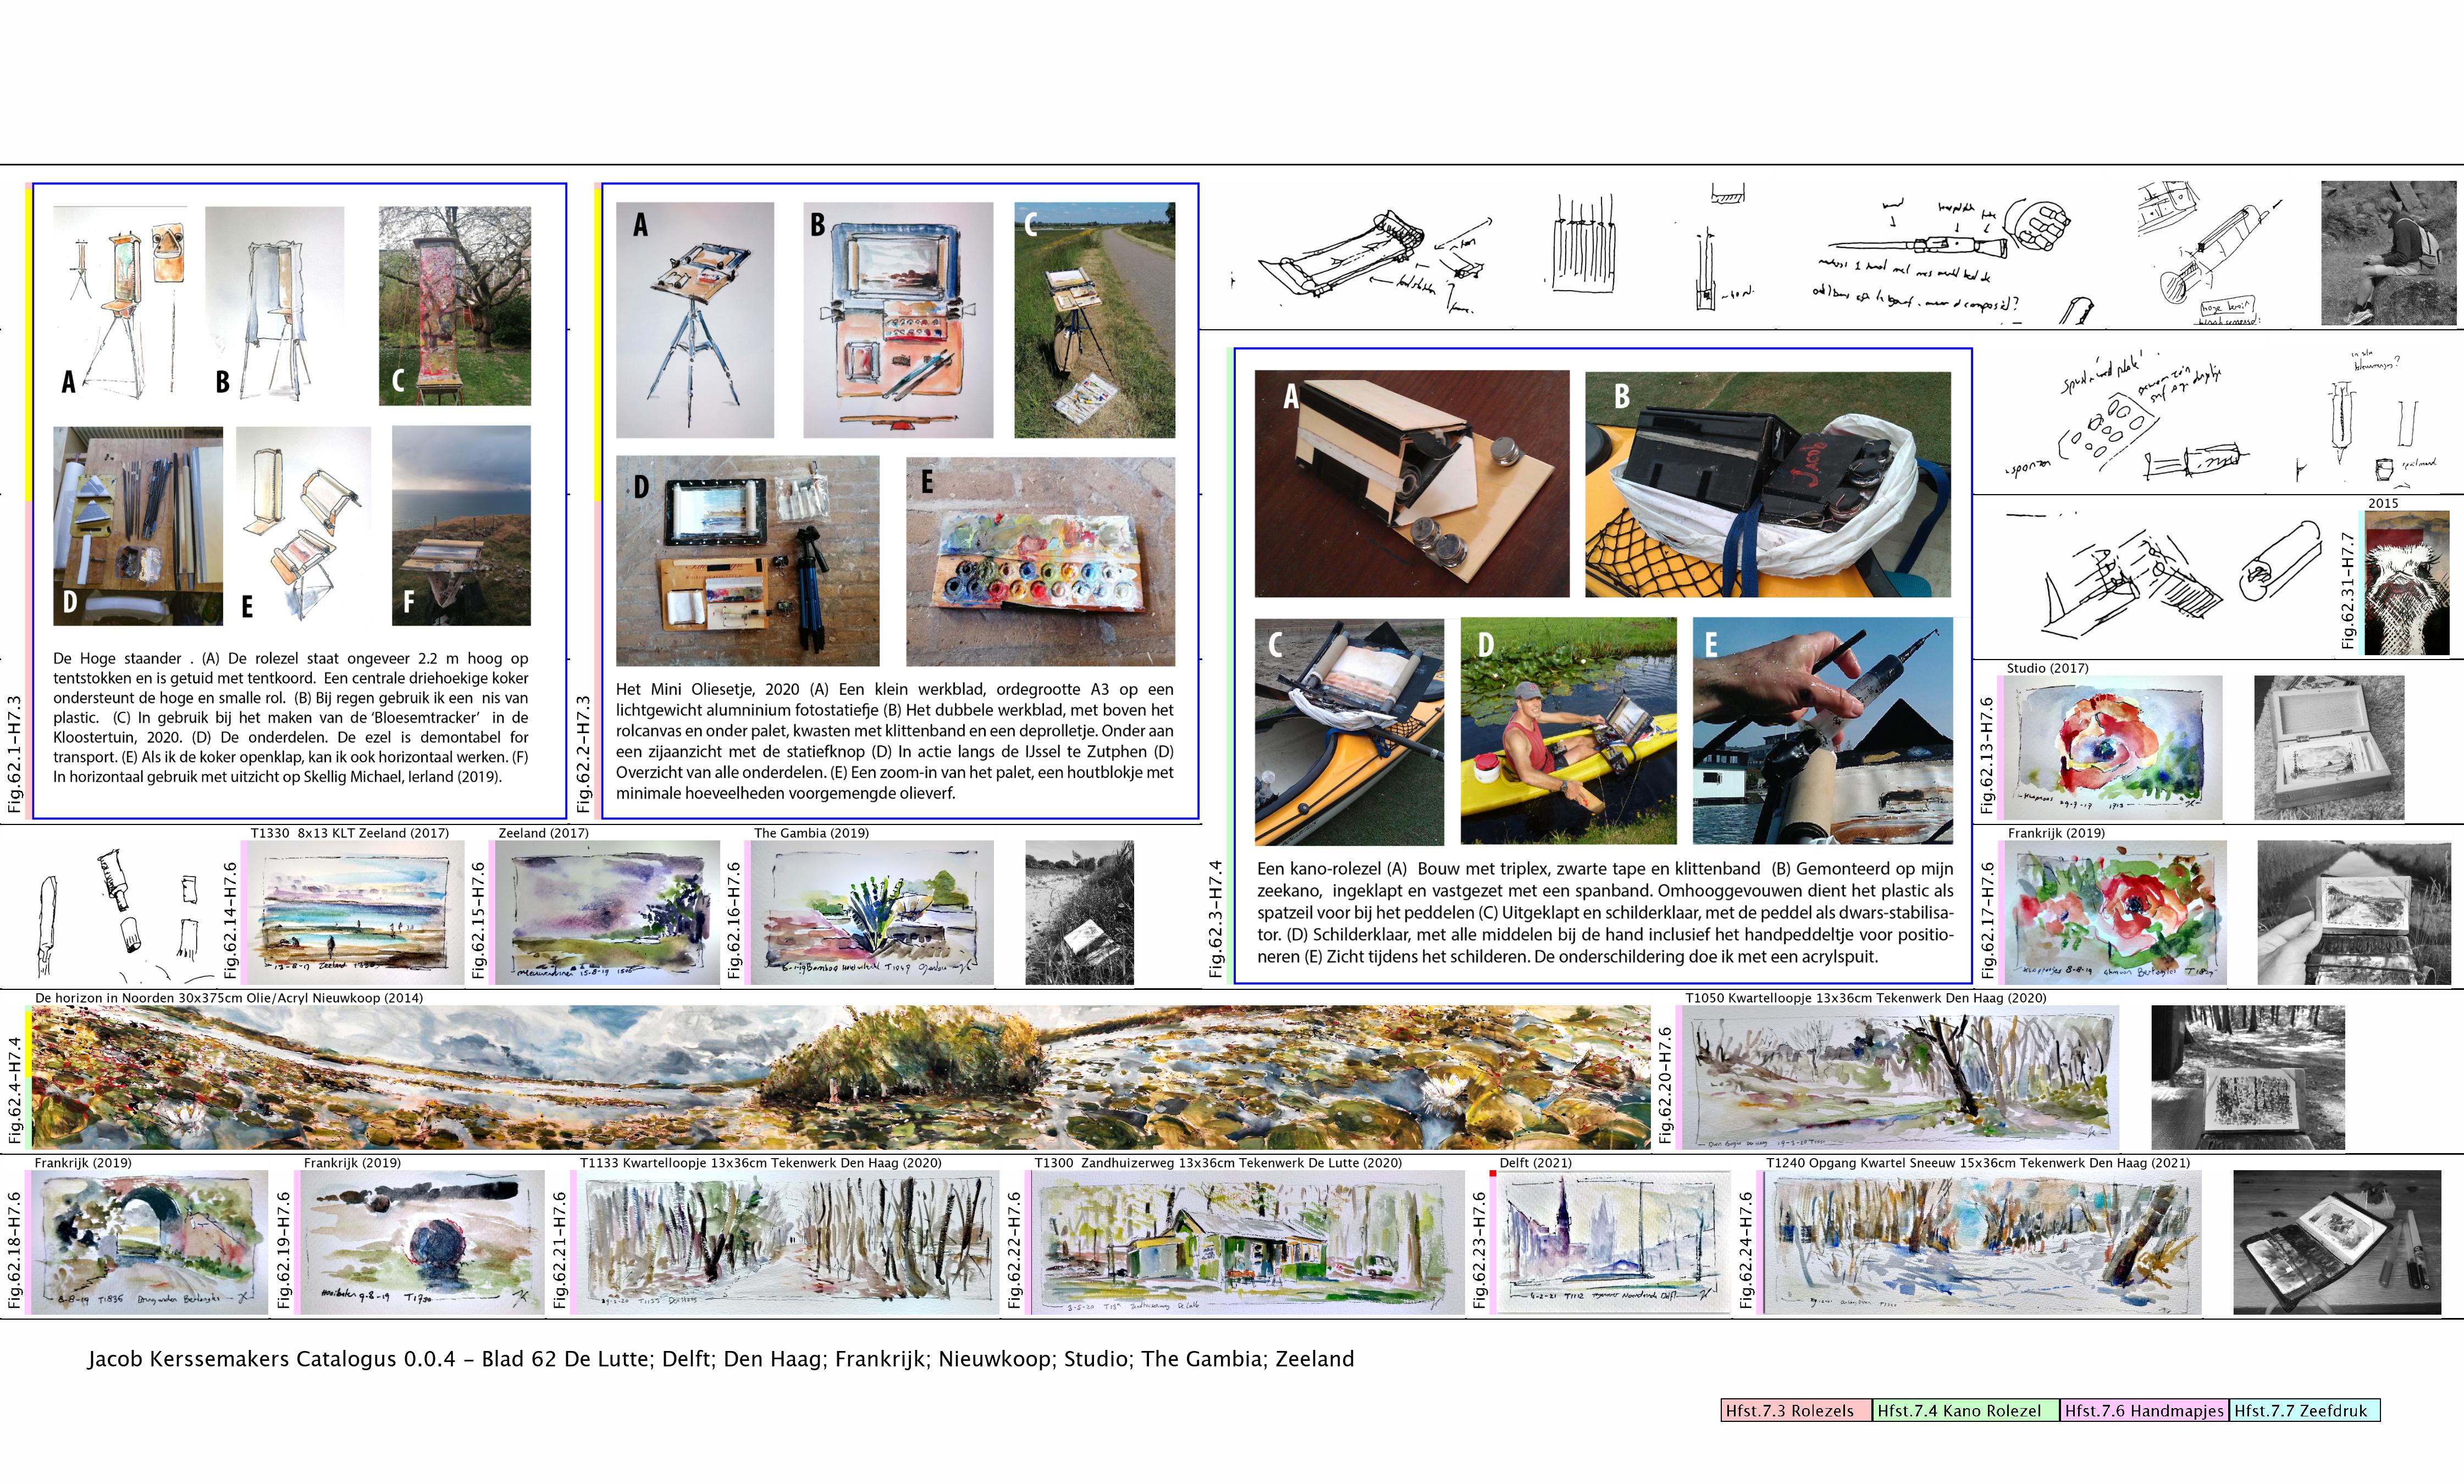 A
B
C
D
E
F
De Hoge staander . (A) De rolezel staat ongeveer 2.2 m hoog op
tentstokken en is getuid met tentkoord. Een centrale driehoekige koker
ondersteunt de hoge en smalle rol. (B) Bij regen gebruik ik een nis van
plastic. (C) In gebruik bij het maken van de 'Bloesemtracker' in de
Kloostertuin, 2020. (D) De onderdelen. De ezel is demontabel for
transport. (E) Als ik de koker openklap, kan ik ook horizontaal werken. (F)
In horizontaal gebruik met uitzicht op Skellig Michael, Ierland (2019).
Fig.62.1-H7.3
A
B
C
D
E
Het Mini Oliesetje, 2020 (A) Een klein werkblad, ordegrootte A3 op een
lichtgewicht alumninium fotostatiefje (B) Het dubbele werkblad, met boven het
rolcanvas en onder palet, kwasten met klittenband en een deprolletje. Onder aan
een zijaanzicht met de statiefknop (D) In actie langs de IJssel te Zutphen (D)
Overzicht van alle onderdelen. (E) Een zoom-in van het palet, een houtblokje met
minimale hoeveelheden voorgemengde olieverf.
Fig.62.2-H7.3
A
B
Jacob
C
D
E
Een kano-rolezel (A) Bouw met triplex, zwarte tape en klittenband (B) Gemonteerd op mijn
zeekano, ingeklapt en vastgezet met een spanband. Omhooggevouwen dient het plastic als
spatzeil voor bij het peddelen (C) Uitgeklapt en schilderklaar, met de peddel als dwars-stabilisa-
tor. (D) Schilderklaar, met alle middelen bij de hand inclusief het handpeddeltje voor positio-
neren (E) Zicht tijdens het schilderen. De onderschildering doe ik met een acrylspuit.
Fig.62.3-H7.4
2015
Fig.62.31-H7.7
Studio (2017)
Fig.62.13-H7.6
T1330 8x13 KLT Zeeland (2017)
Fig.62.14-H7.6
Zeeland (2017)
Fig.62.15-H7.6
The Gambia (2019)
Fig.62.16-H7.6
Frankrijk (2019)
Fig.62.17-H7.6
De horizon in Noorden 30x375cm Olie/Acryl Nieuwkoop (2014)
Fig.62.4-H7.4
T1050 Kwartelloopje 13x36cm Tekenwerk Den Haag (2020)
Fig.62.20-H7.6
Frankrijk (2019)
Fig.62.18-H7.6
Frankrijk (2019)
Fig.62.19-H7.6
T1133 Kwartelloopje 13x36cm Tekenwerk Den Haag (2020)
Fig.62.21-H7.6
T1300 Zandhuizerweg 13x36cm Tekenwerk De Lutte (2020)
Fig.62.22-H7.6
Delft (2021)
Fig.62.23-H7.6
T1240 Opgang Kwartel Sneeuw 15x36cm Tekenwerk Den Haag (2021)
Fig.62.24-H7.6
Jacob Kerssemakers Catalogus 0.0.4 - Blad 62 De Lutte; Delft; Den Haag; Frankrijk; Nieuwkoop; Studio; The Gambia; Zeeland
Hfst.7.3 Rolezels
Hfst.7.4 Kano Rolezel
Hfst.7.6 Handmapjes
Hfst.7.7 Zeefdruk